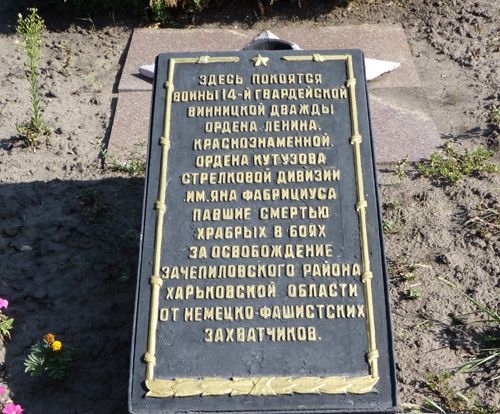 ЗДЕСЬ ПОКОЯТСЯ
ВОИНЫ 14-Й ГВАРДЕЙСКОЙ
ВИННИЦКОЙ ДВАЖДЫ
ОРДЕНА ЛЕНИНА,
КРАСНОЗНАМЕННОЙ,
ОРДЕНА КУТУЗОВА
СТРЕЛКОВОЙ ДИВИЗИИ
ИМ. ЯНА ФАБРИЦИУСА
ПАВШИЕ СМЕРТЬЮ
ХРАБРЫХ В БОЯХ
ЗА ОСВОБОЖДЕНИЕ
ЗАЧЕПИЛОВСКОГО РАЙОНА
ХАРЬКОВСКОЙ ОБЛАСТИ
ОТ НЕМЕЦКО-ФАШИСТСКИХ
ЗАХВАТЧИКОВ.